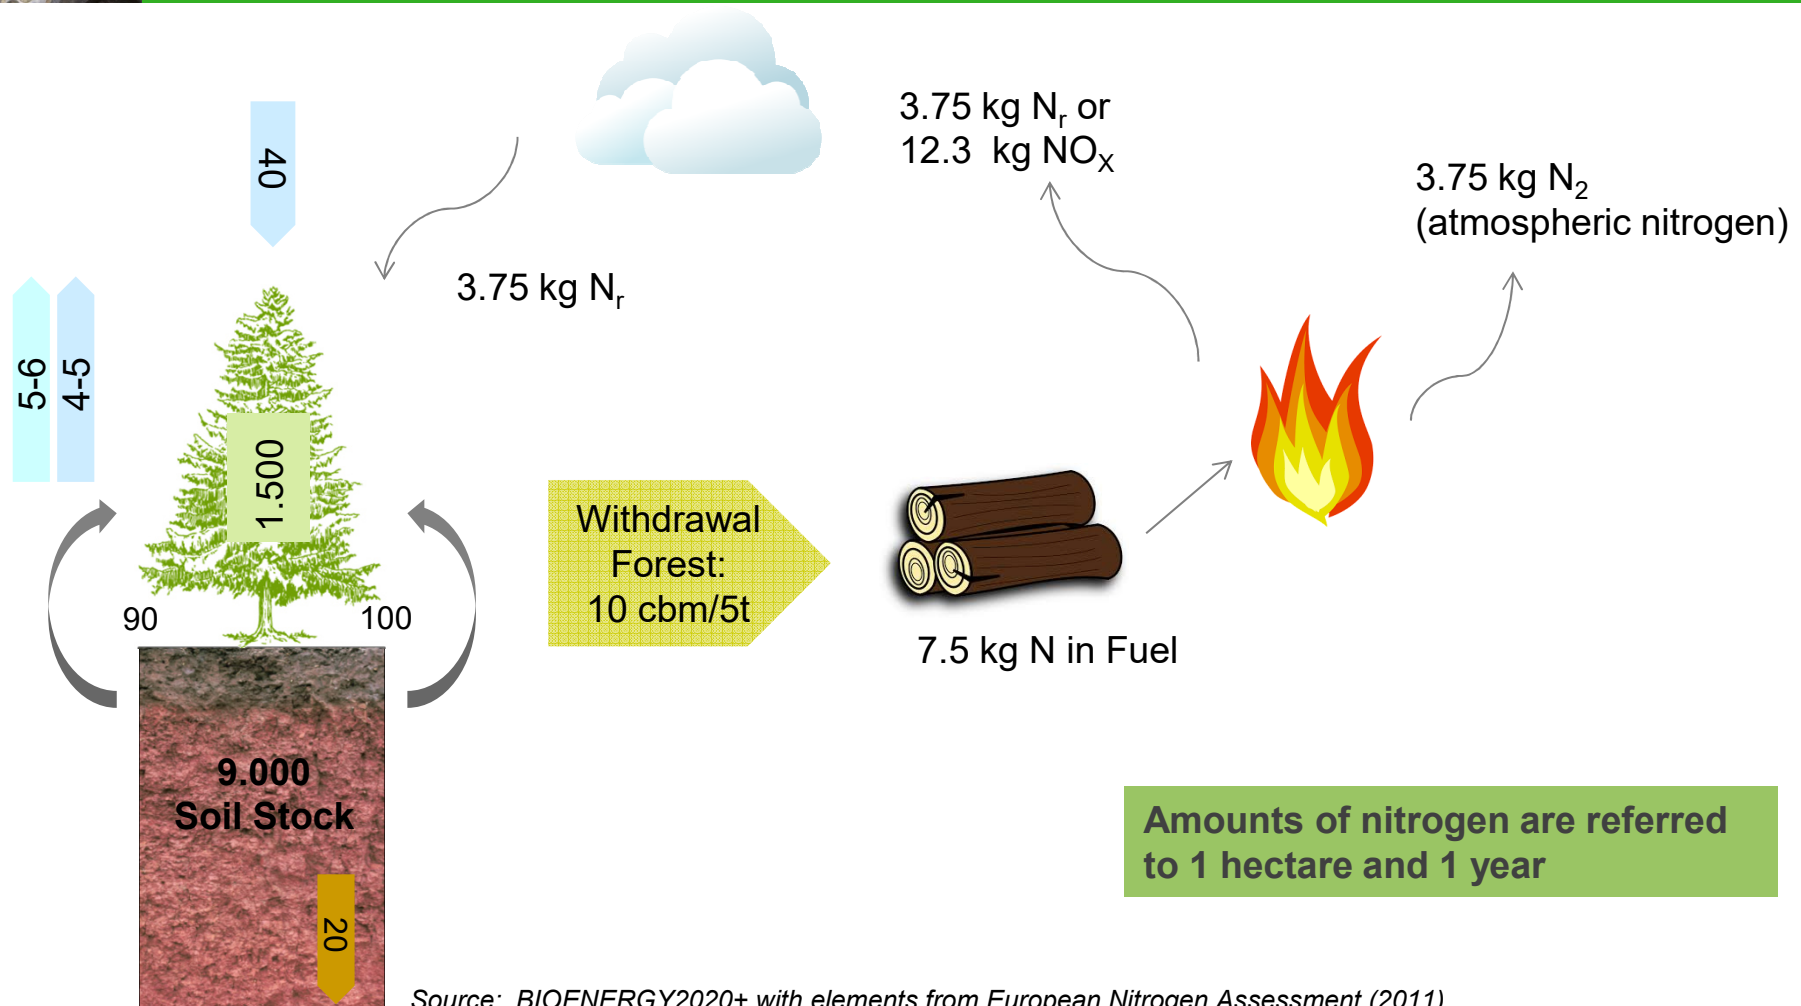 40
3.75 kg Nr or
12.3 kg NOX
3.75 kg N2
(atmospheric nitrogen)
3.75 kg Nr
5-6
4-5
1.500
Withdrawal
Forest:
10 cbm/5t
90
100
7.5 kg N in Fuel
9.000
Soil Stock
Amounts of nitrogen are referred
to 1 hectare and 1 year
20
Source: BIOENERGY2020+ with elements from European Nitrogen Assessment (2011)